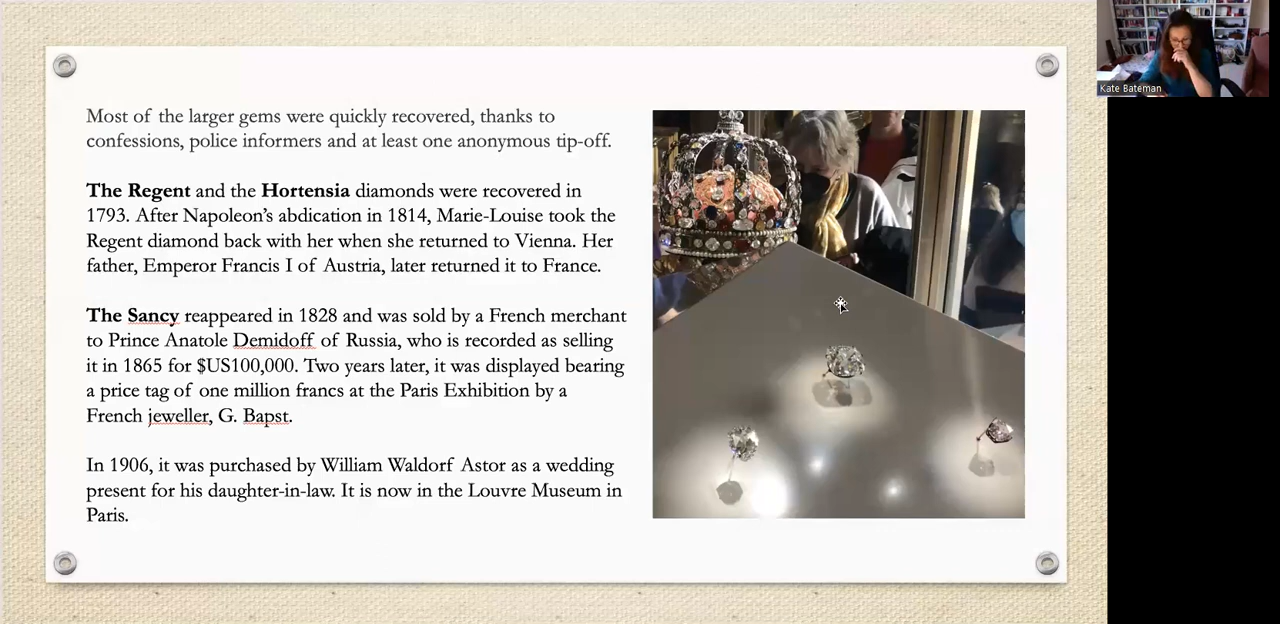 Most of the larger gems were quickly recovered, thanks to
confessions, police informers and at least one anonymous tip-off.
The Regent and the Hortensia diamonds were recovered in
1793. After Napoleon’s abdication in 1814, Marie-Louise took the
Regent diamond back with her when she returned to Vienna. Her
father, Emperor Francis I of Austria, later returned it to France.
The Sancy reappeared in 1828 and was sold by a French merchant
to Prince Anatole Demidoff of Russia, who is recorded as selling
it in 1865 for $US100,000. Two years later, it was displayed bearing
a price tag of one million francs at the Paris Exhibition by a
French jeweller, G. Bapst.
In 1906, it was purchased by William Waldorf Astor as a wedding
present for his daughter-in-law. It is now in the Louvre Museum in
Paris.
Kate Bateman